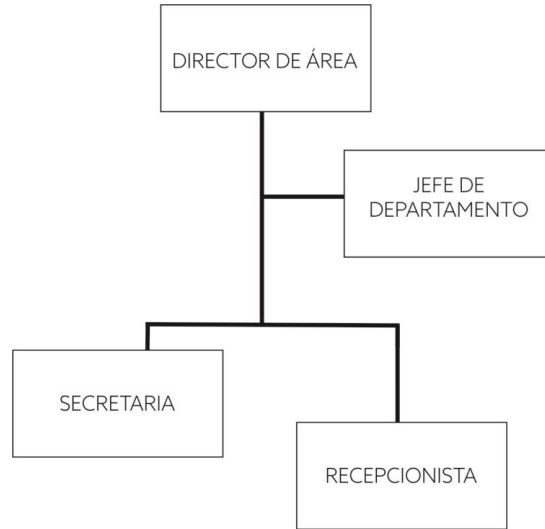 DIRECTOR DE ÁREA
JEFE DE
DEPARTAMENTO
SECRETARIA
RECEPCIONISTA